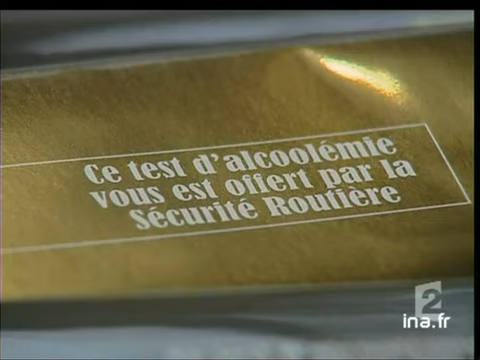 Ce test d'alcoolémie
vous est offert par la
Sécurité Routière
2
ina.fr